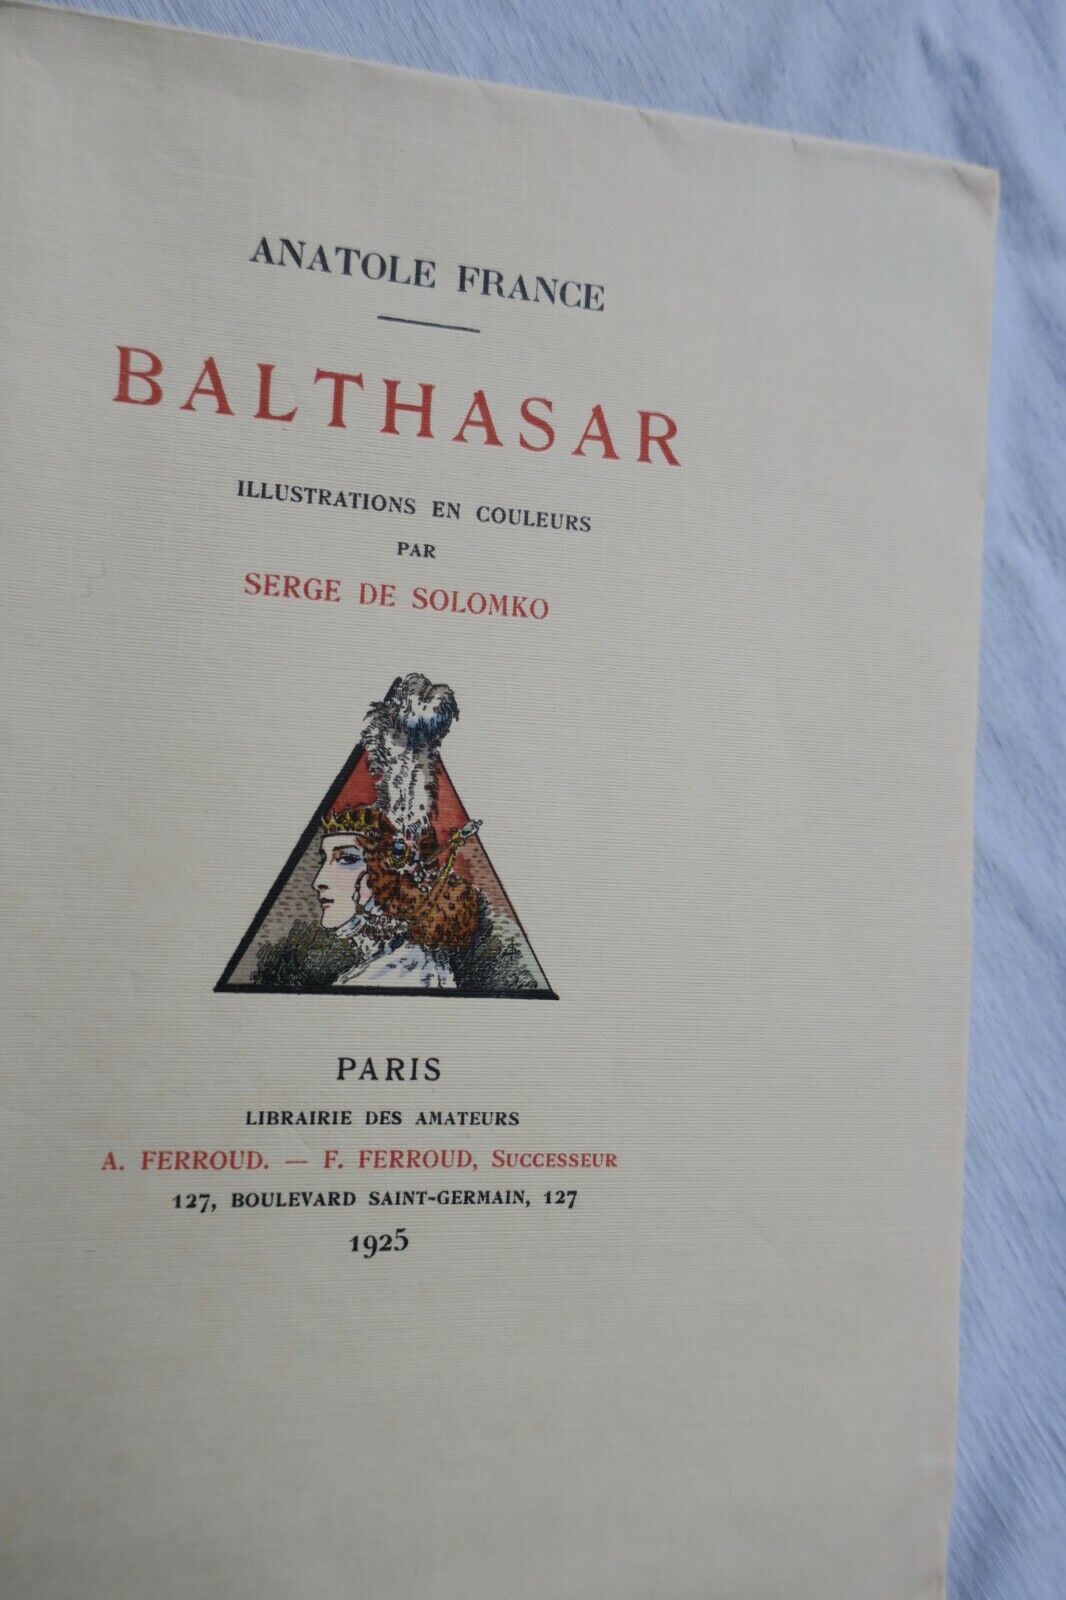 ANATOLE FRANCE
BALTHASAR
ILLUSTRATIONS EN COULEURS
PAR
SERGE DE SOLOMKO
PARIS
LIBRAIRIE DES AMATEURS
A. FERROUD. — F. FERROUD, SUCCESSEUR
127, BOULEVARD SAINT-GERMAIN, 127
1925